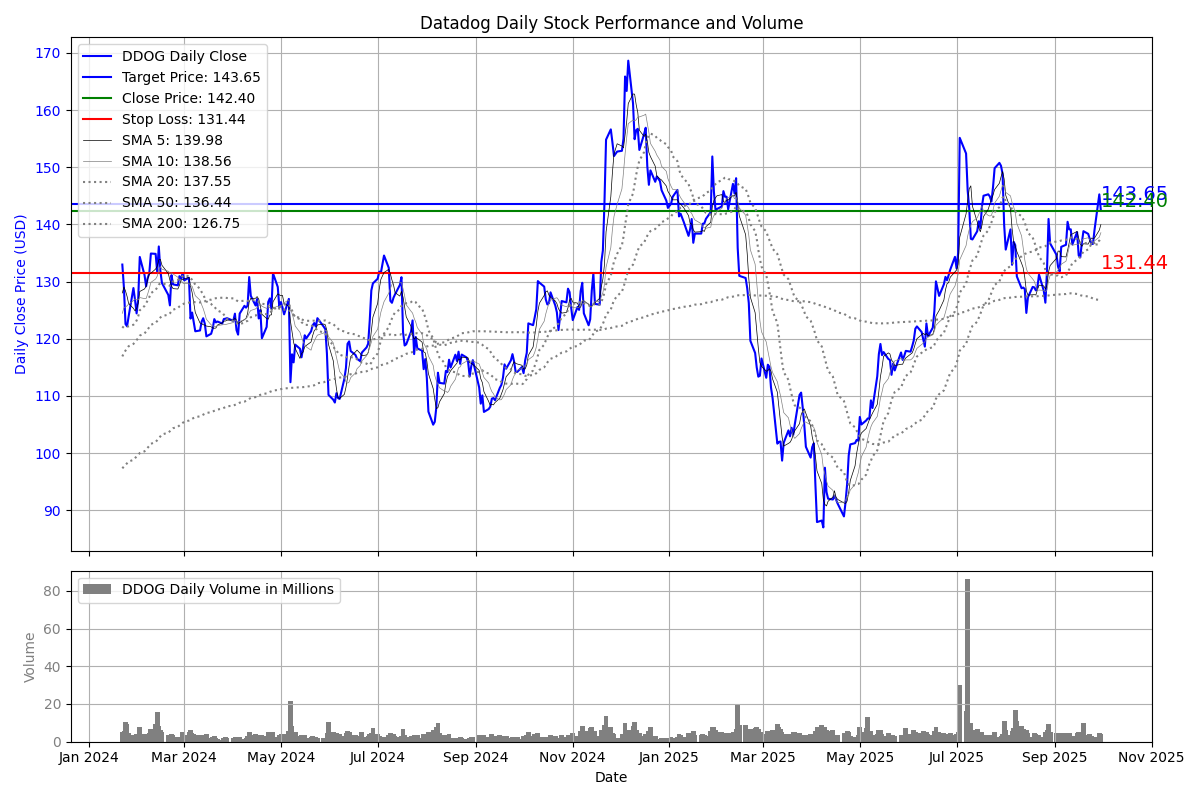 Datadog Daily Stock Performance and Volume
170
160
150
140
130
120
110
100
90
Daily Close Price (USD)
DDOG Daily Close
Target Price: 143.65
Close Price: 142.40
Stop Loss: 131.44
SMA 5: 139.98
SMA 10: 138.56
SMA 20: 137.55
SMA 50: 136.44
SMA 200: 126.75
143.65
142.40
131.44
80
60
40
20
0
Volume
DDOG Daily Volume in Millions
Jan 2024 Mar 2024 May 2024 Jul 2024 Sep 2024 Nov 2024 Jan 2025 Mar 2025 May 2025 Jul 2025 Sep 2025 Nov 2025
Date